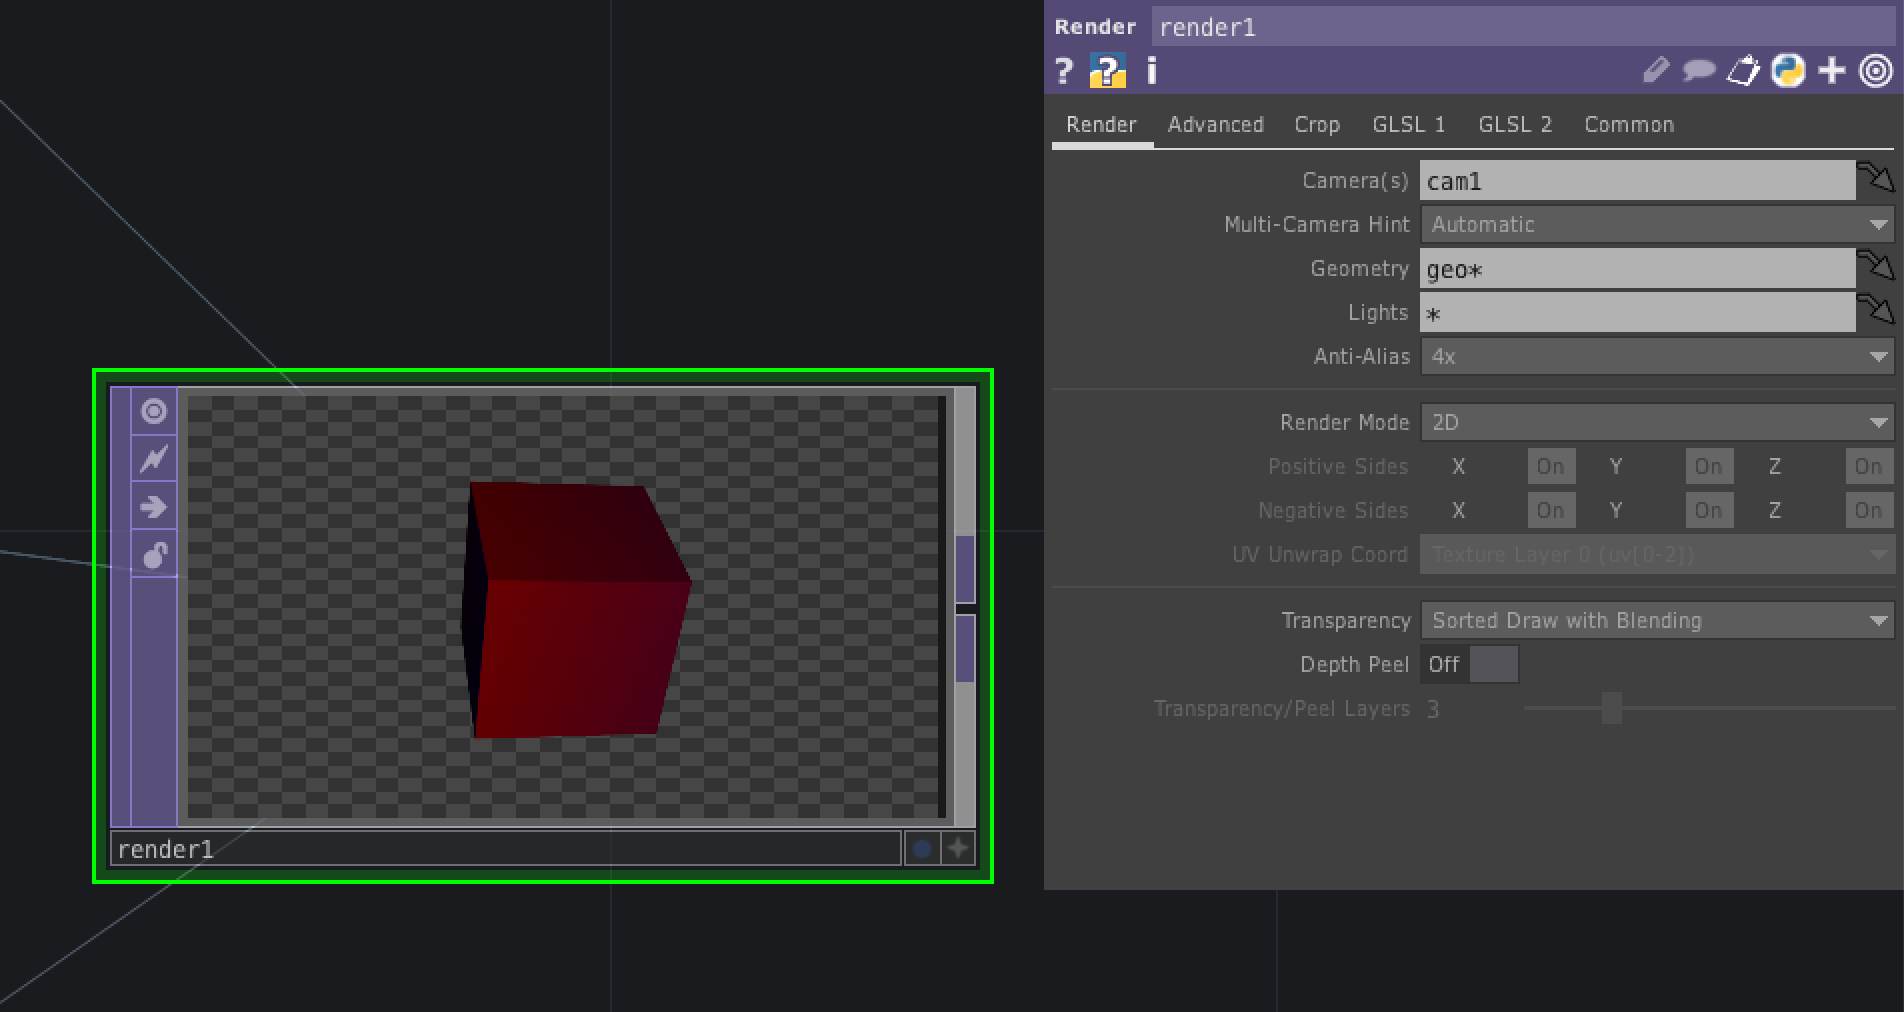 Render render1
? ? i
Render Advanced Crop GLSL 1 GLSL 2 Common
Camera(s) cam1
Multi-Camera Hint Automatic
Geometry geo*
Lights *
Anti-Alias 4x
Render Mode 2D
Positive Sides X On Y On Z On
Negative Sides X On Y On Z On
UV Unwrap Coord Texture Layer 0 (uv[0-2])
Transparency Sorted Draw with Blending
Depth Peel Off
Transparency/Peel Layers 3
render1